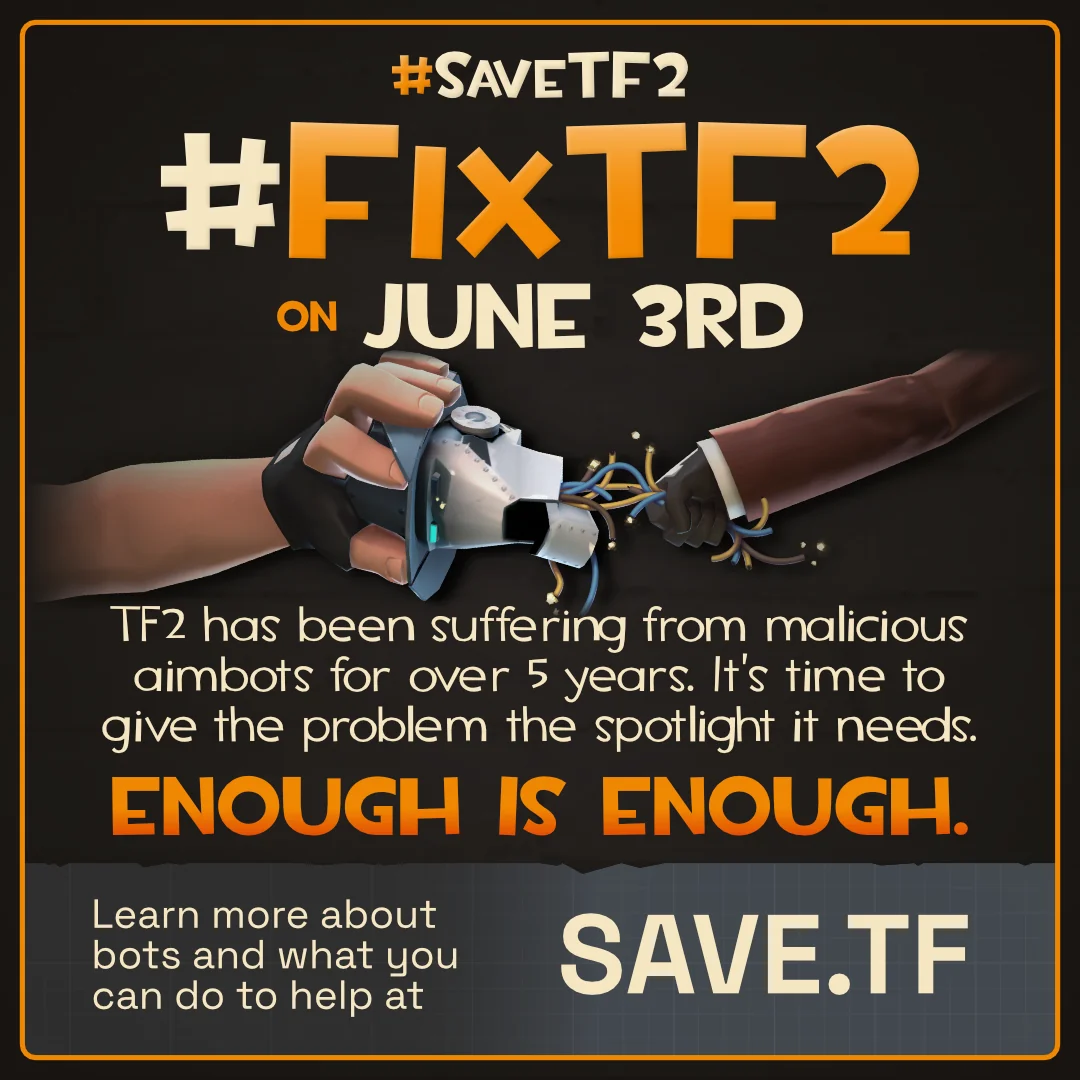 #SAVETF2
#FIXTF2
ON JUNE 3RD
TF2 has been suffering from malicious
aimbots for over 5 years. It's time to
give the problem the spotlight it needs.
ENOUGH IS ENOUGH.
Learn more about
bots and what you
can do to help at
SAVE.TF